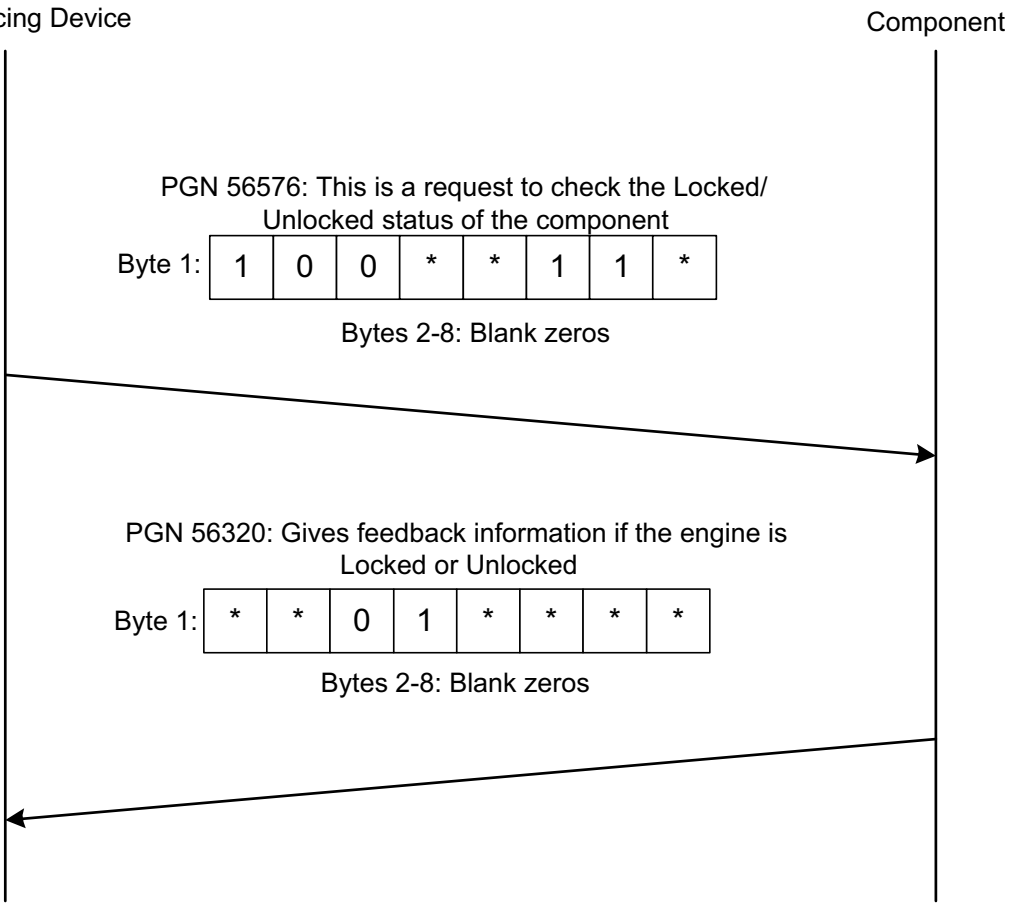 cing Device
Component
PGN 56576: This is a request to check the Locked/
Unlocked status of the component
Byte 1: 1 0 0 * * 1 1 *
Bytes 2-8: Blank zeros
PGN 56320: Gives feedback information if the engine is
Locked or Unlocked
Byte 1: * * 0 1 * * * *
Bytes 2-8: Blank zeros